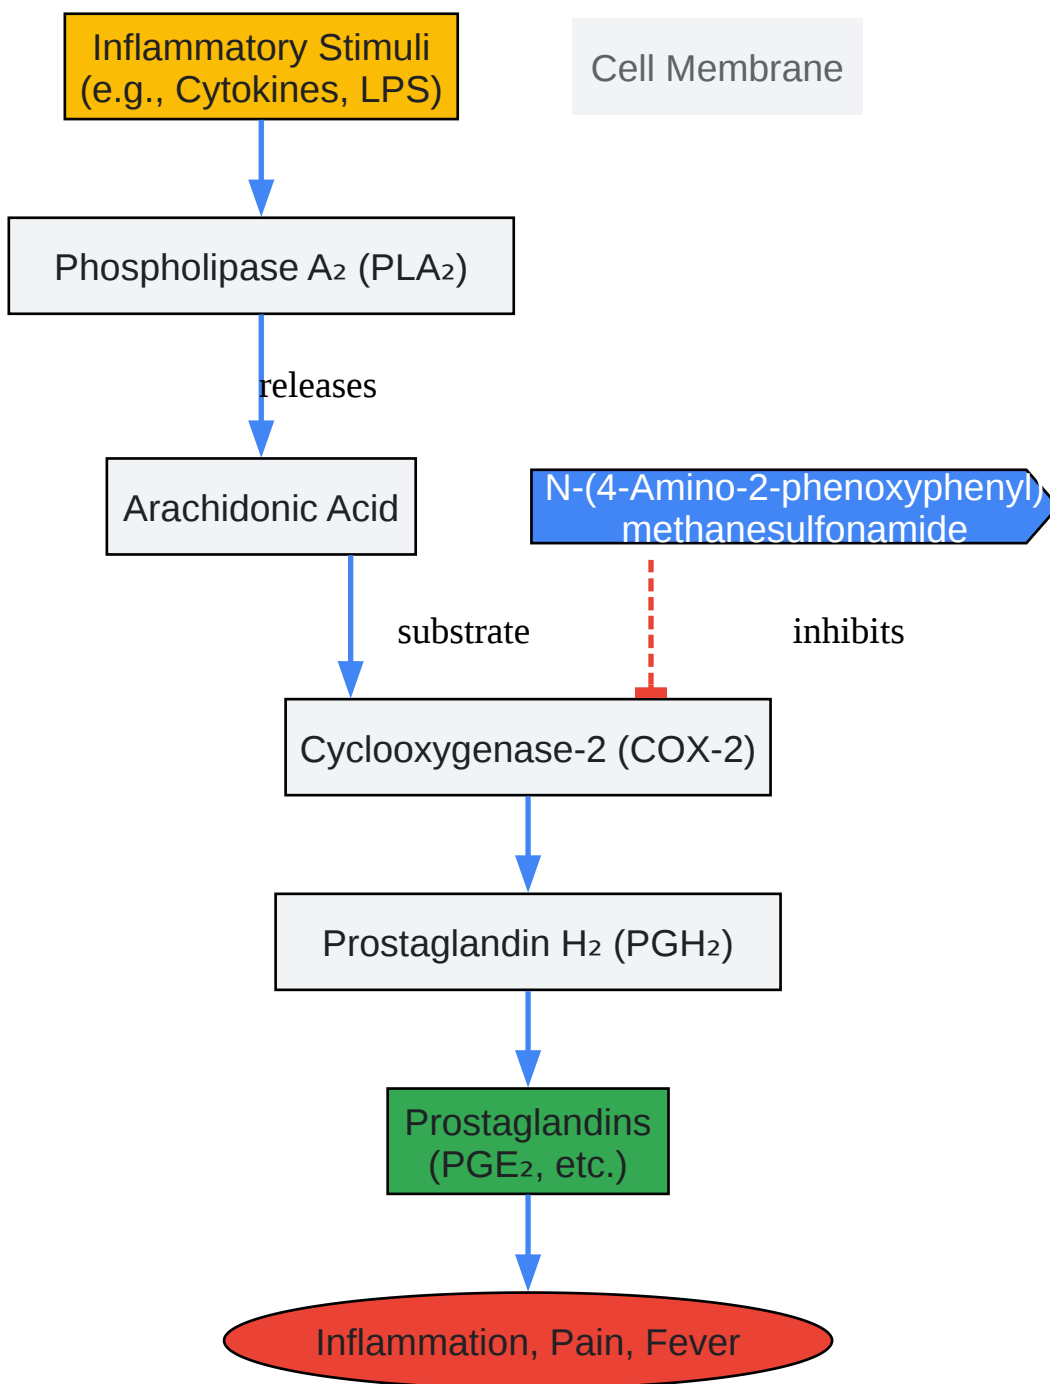 Inflammatory Stimuli
(e.g., Cytokines, LPS)
Cell Membrane
Phospholipase A₂ (PLA₂)
releases
Arachidonic Acid
N-(4-Amino-2-phenoxyphenyl)
methanesulfonamide
substrate
inhibits
Cyclooxygenase-2 (COX-2)
Prostaglandin H₂ (PGH₂)
Prostaglandins
(PGE₂, etc.)
Inflammation, Pain, Fever